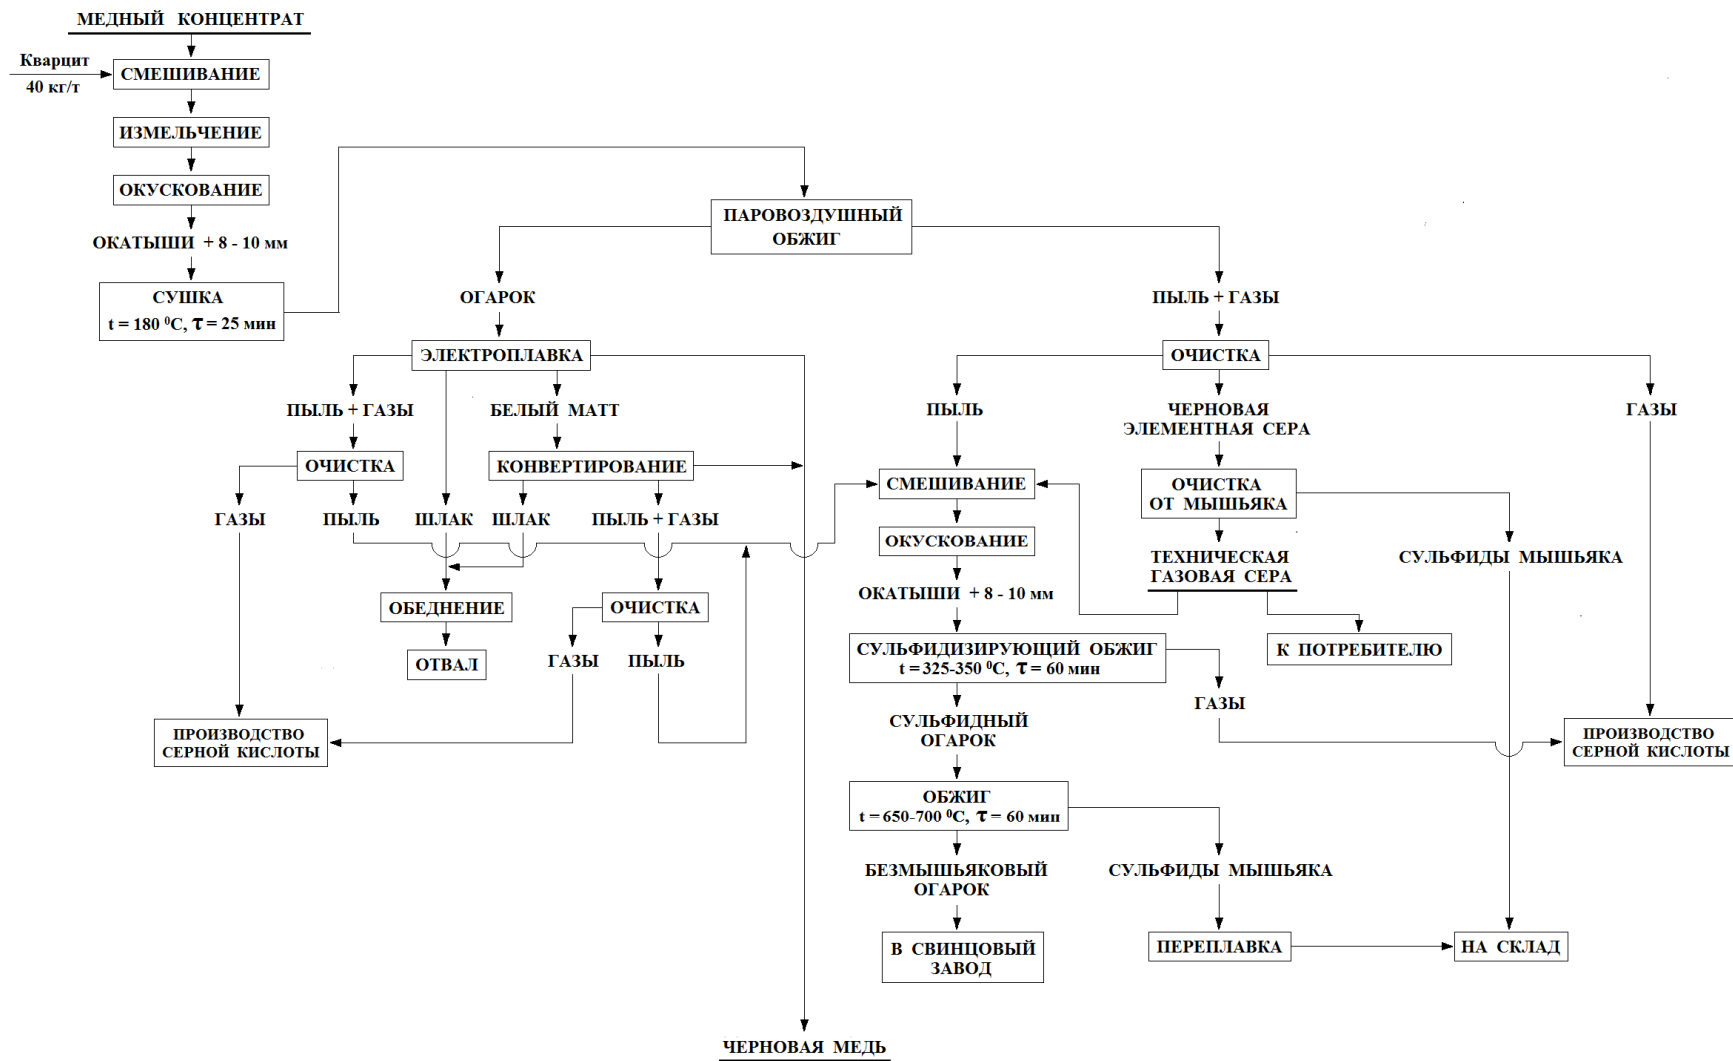 МЕДНЫЙ КОНЦЕНТРАТ
Кварцит
40 кг/т
СМЕШИВАНИЕ
ИЗМЕЛЬЧЕНИЕ
ОКУСКОВАНИЕ
ОКАТЫШИ + 8 - 10 мм
СУШКА
t = 180 ⁰С, τ = 25 мин
ПАРОВОЗДУШНЫЙ
ОБЖИГ
ОГАРОК
ПЫЛЬ + ГАЗЫ
ЭЛЕКТРОПЛАВКА
ОЧИСТКА
ПЫЛЬ + ГАЗЫ
БЕЛЫЙ МАТТ
ПЫЛЬ
ЧЕРНОВАЯ
ЭЛЕМЕНТНАЯ СЕРА
ГАЗЫ
ОЧИСТКА
КОНВЕРТИРОВАНИЕ
СМЕШИВАНИЕ
ОЧИСТКА
ОТ МЫШЬЯКА
ГАЗЫ
ПЫЛЬ
ШЛАК
ШЛАК
ПЫЛЬ + ГАЗЫ
ОКУСКОВАНИЕ
ТЕХНИЧЕСКАЯ
ГАЗОВАЯ СЕРА
СУЛЬФИДЫ МЫШЬЯКА
ОКАТЫШИ + 8 - 10 мм
ОБЕДНЕНИЕ
ОЧИСТКА
ОТВАЛ
ГАЗЫ
ПЫЛЬ
СУЛЬФИДИЗИРУЮЩИЙ ОБЖИГ
t = 325-350 ⁰С, τ = 60 мин
К ПОТРЕБИТЕЛЮ
ГАЗЫ
СУЛЬФИДНЫЙ
ОГАРОК
ПРОИЗВОДСТВО
СЕРНОЙ КИСЛОТЫ
ПРОИЗВОДСТВО
СЕРНОЙ КИСЛОТЫ
ОБЖИГ
t = 650-700 ⁰С, τ = 60 мин
БЕЗМЫШЬЯКОВЫЙ
ОГАРОК
СУЛЬФИДЫ МЫШЬЯКА
В СВИНЦОВЫЙ
ЗАВОД
ПЕРЕПЛАВКА
НА СКЛАД
ЧЕРНОВАЯ МЕДЬ